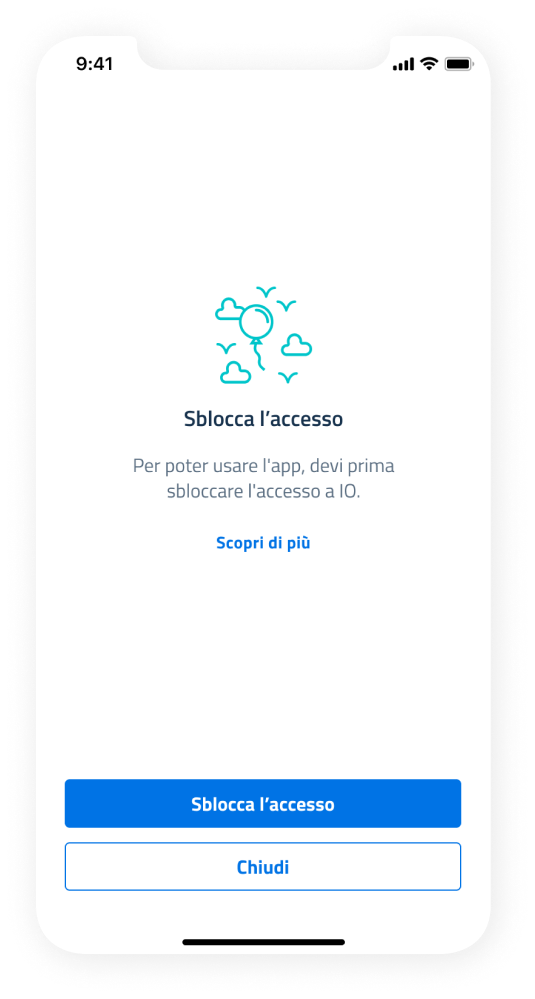 9:41
Sblocca l’accesso
Per poter usare l'app, devi prima
sbloccare l'accesso a IO.
Scopri di più
Sblocca l’accesso
Chiudi